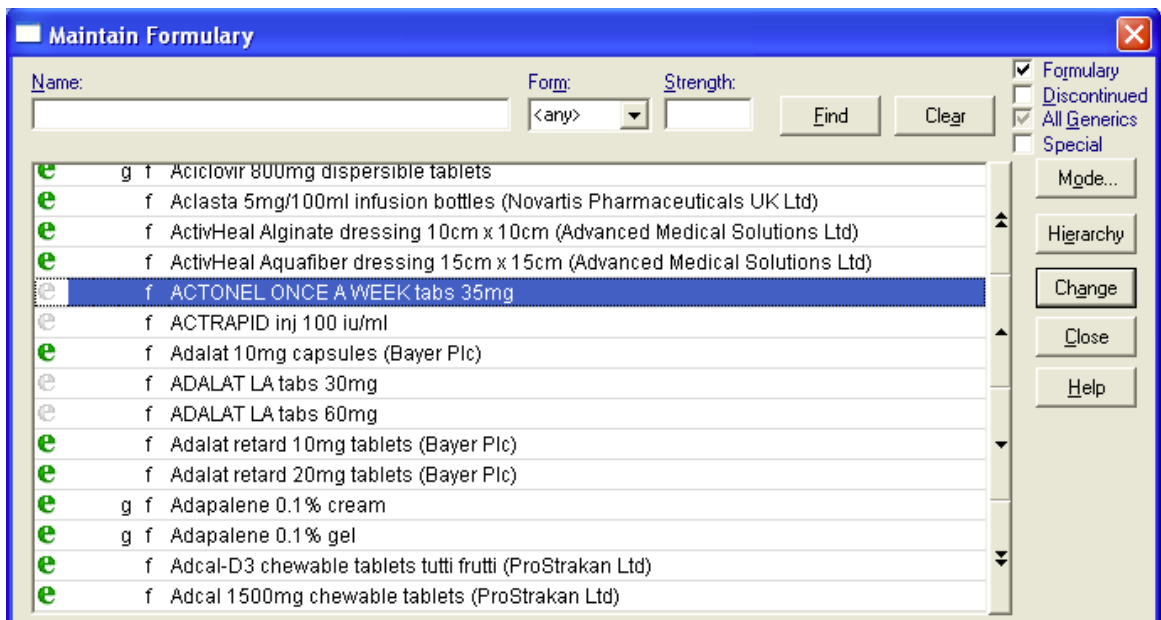 Maintain Formulary
Name: Form: Strength:
<any> Find Clear
Formulary
Discontinued
All Generics
Special
e g f Aciclovir 800mg dispersible tablets
e f Aclasta 5mg/100ml infusion bottles (Novartis Pharmaceuticals UK Ltd)
e f ActivHeal Alginate dressing 10cm x 10cm (Advanced Medical Solutions Ltd)
e f ActivHeal Aquafiber dressing 15cm x 15cm (Advanced Medical Solutions Ltd)
e f ACTONEL ONCE A WEEK tabs 35mg
e f ACTRAPID inj 100 iu/ml
e f Adalat 10mg capsules (Bayer Plc)
e f ADALAT LA tabs 30mg
e f ADALAT LA tabs 60mg
e f Adalat retard 10mg tablets (Bayer Plc)
e f Adalat retard 20mg tablets (Bayer Plc)
e g f Adapalene 0.1% cream
e g f Adapalene 0.1% gel
e f Adcal-D3 chewable tablets tutti frutti (ProStrakan Ltd)
e f Adcal 1500mg chewable tablets (ProStrakan Ltd)
Mode...
Hierarchy
Change
Close
Help